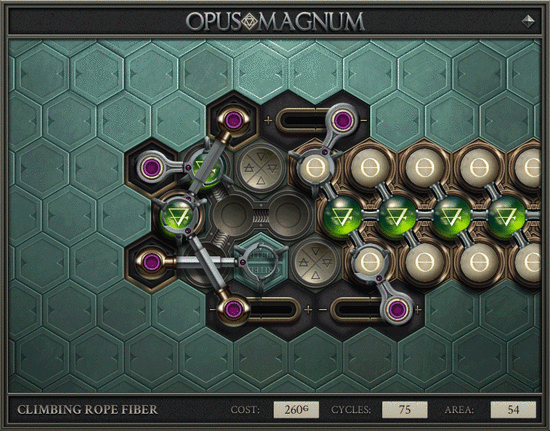 OPUS MAGNUM
CLIMBING ROPE FIBER COST: 260G CYCLES: 75 AREA: 54